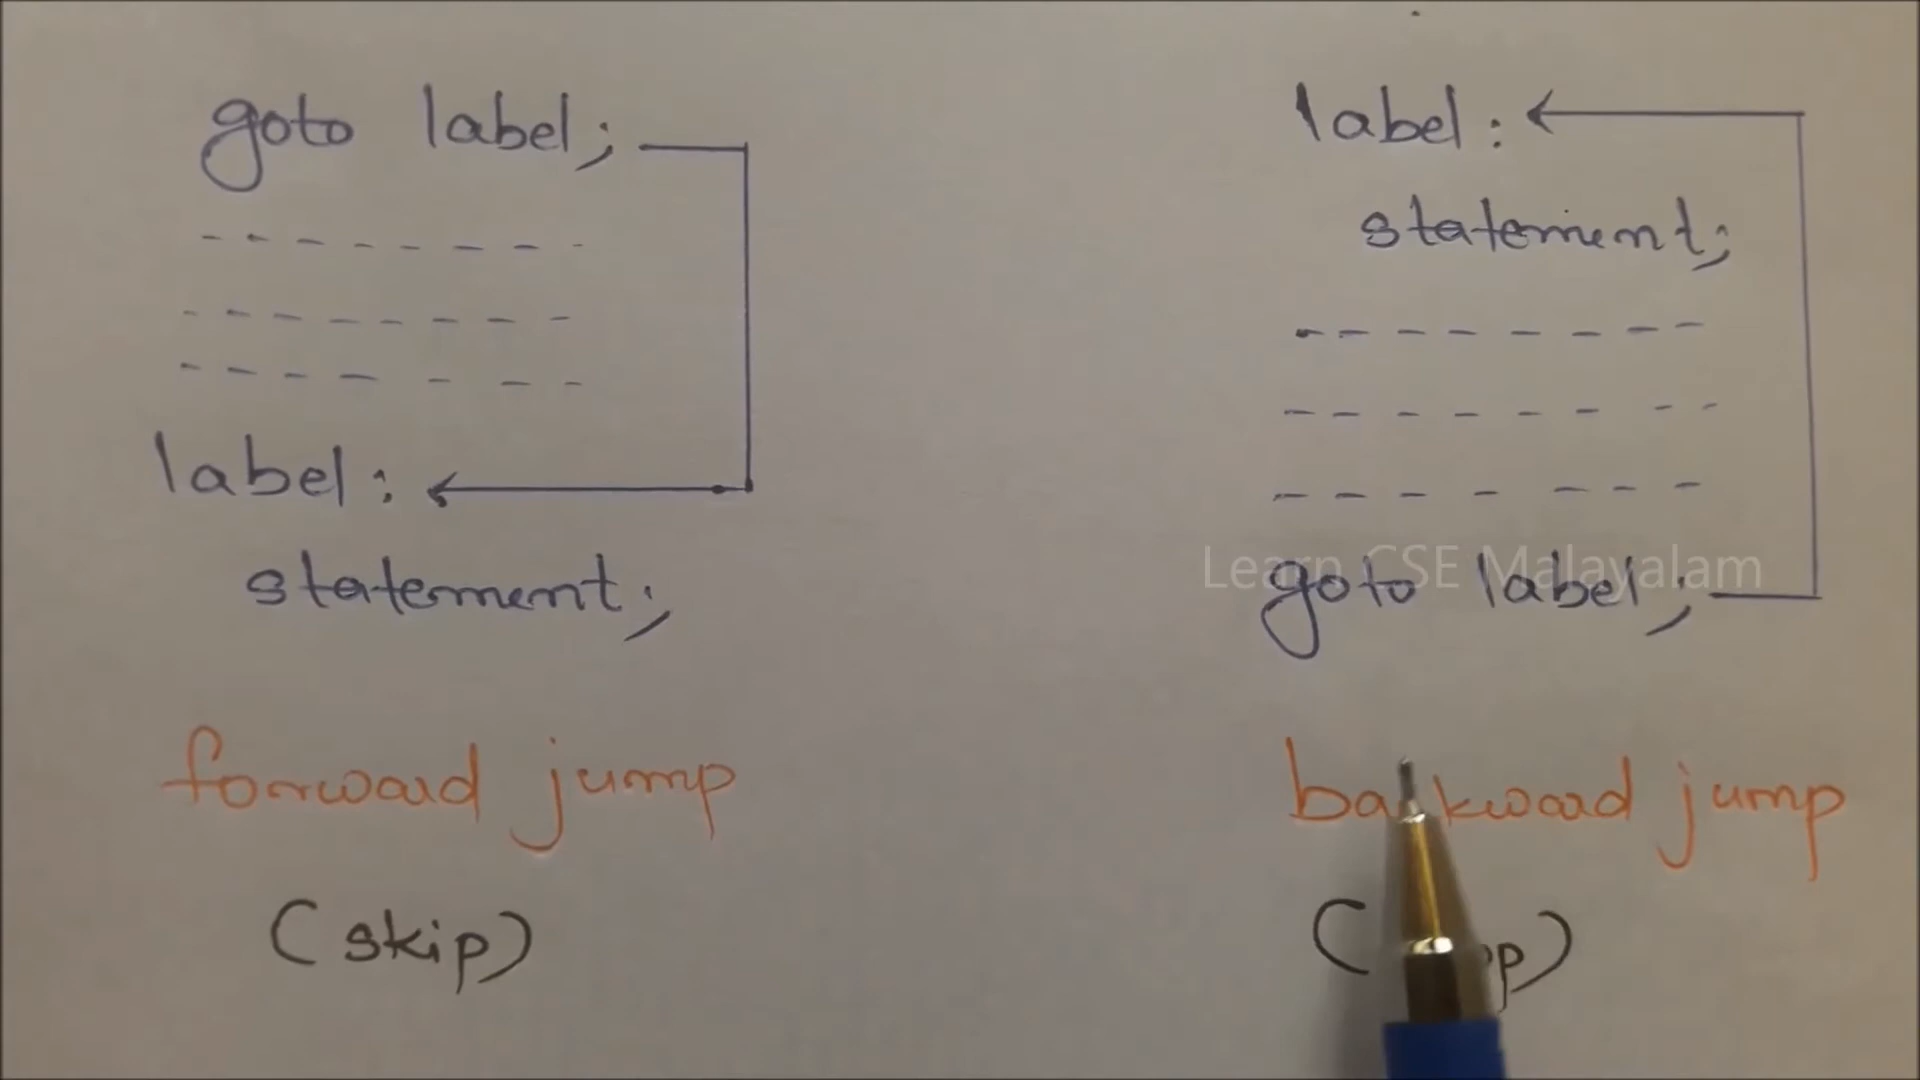 goto label;
label:
statement;
forward jump
(skip)
label:
statement;
goto label;
Learn CSE Malayalam
backward jump